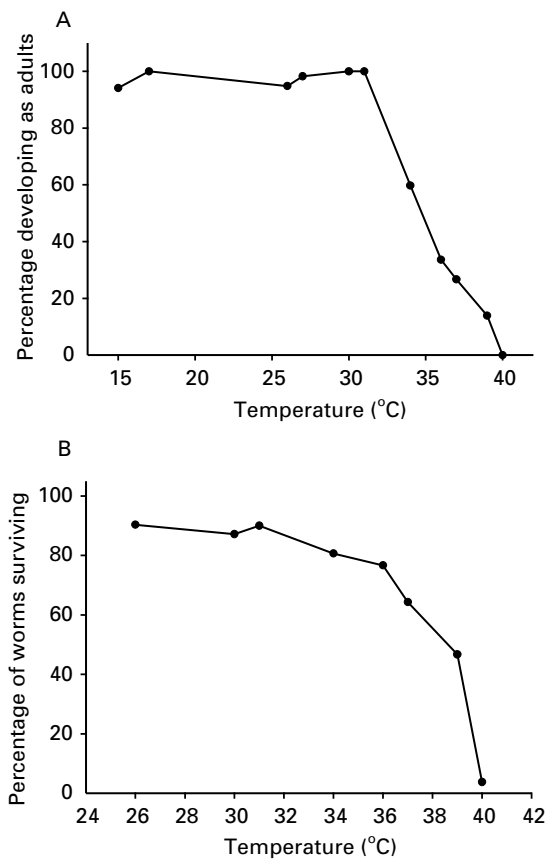 A
Percentage developing as adults
100
80
60
40
20
0
15 20 25 30 35 40
Temperature (°C)
B
Percentage of worms surviving
100
80
60
40
20
0
24 26 28 30 32 34 36 38 40 42
Temperature (°C)